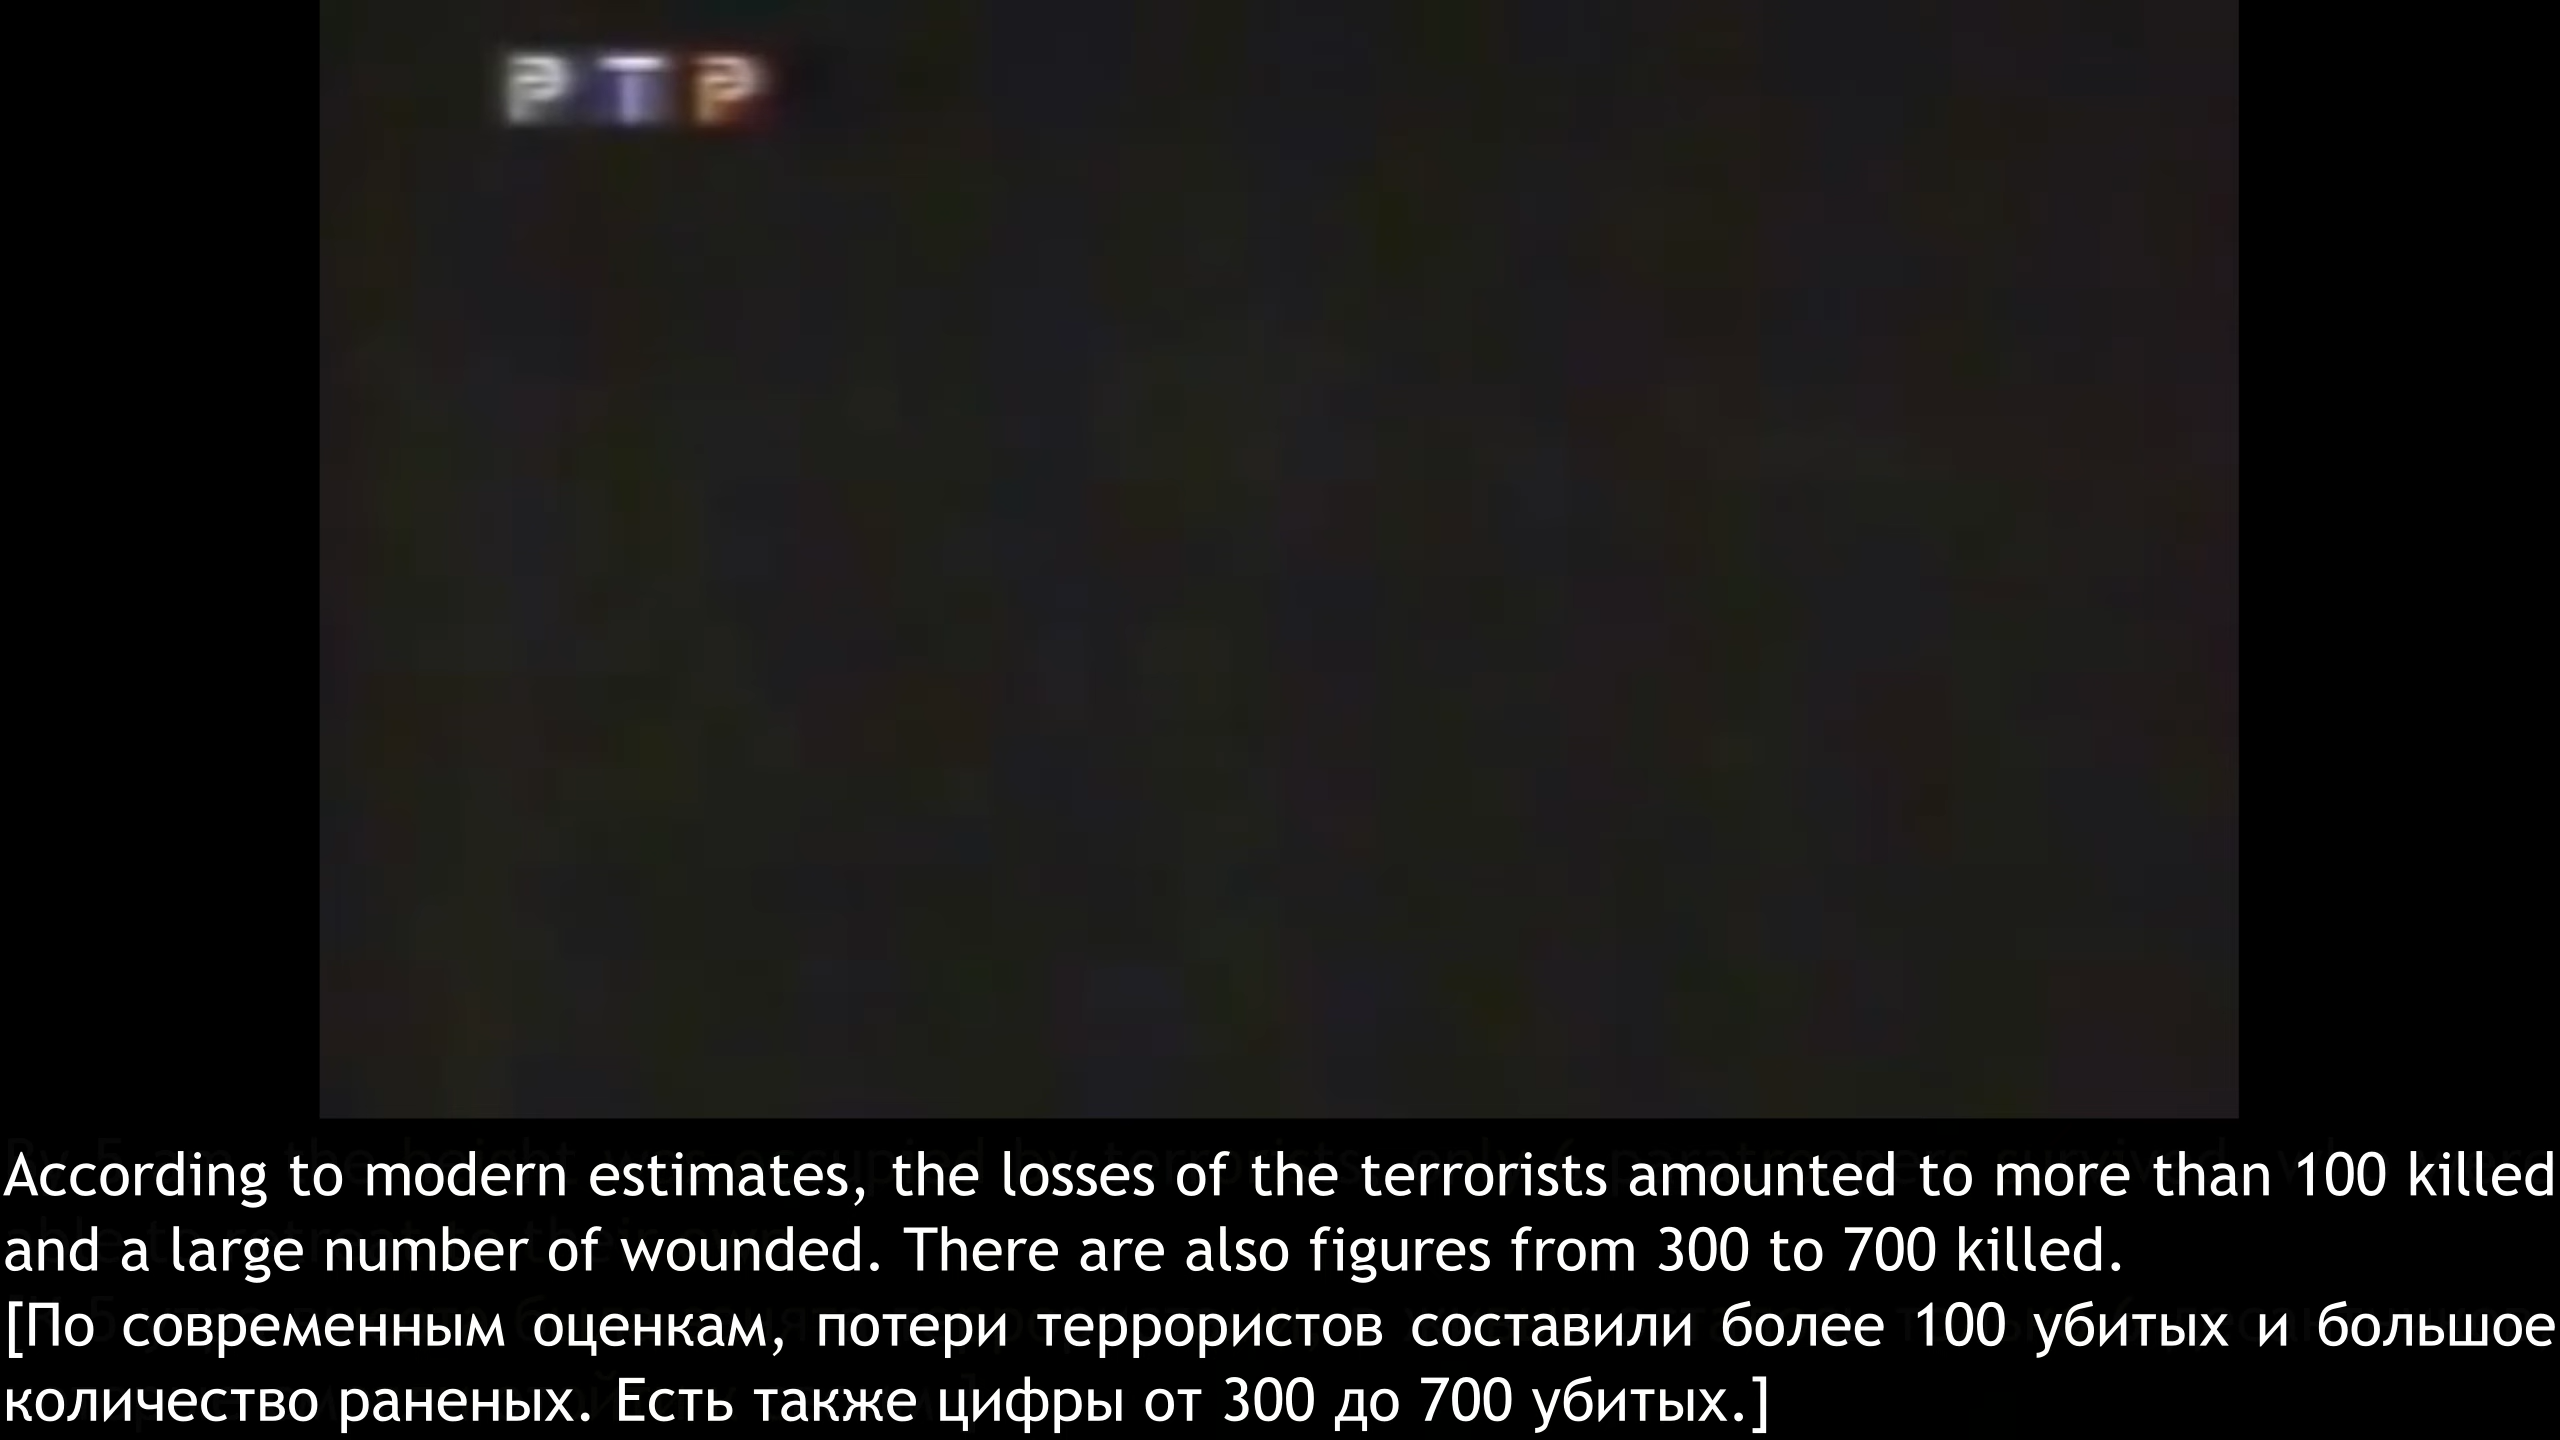 РТР
According to modern estimates, the losses of the terrorists amounted to more than 100 killed
and a large number of wounded. There are also figures from 300 to 700 killed.
[По современным оценкам, потери террористов составили более 100 убитых и большое
количество раненых. Есть также цифры от 300 до 700 убитых.]